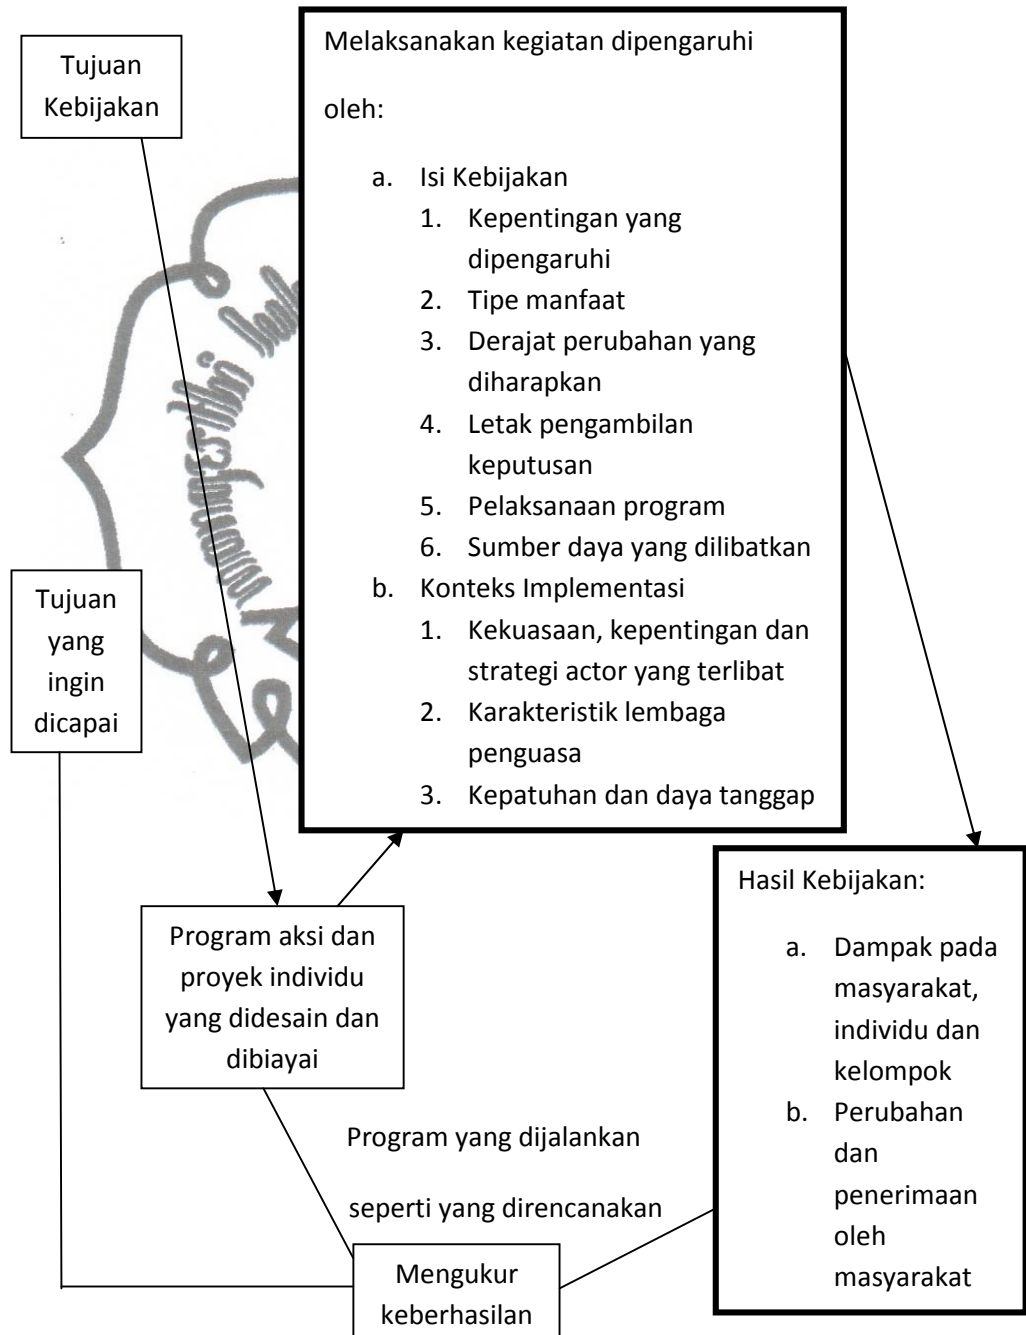 Tujuan
Kebijakan
Melaksanakan kegiatan dipengaruhi
oleh:
a. Isi Kebijakan
1. Kepentingan yang
dipengaruhi
2. Tipe manfaat
3. Derajat perubahan yang
diharapkan
4. Letak pengambilan
keputusan
5. Pelaksanaan program
6. Sumber daya yang dilibatkan
b. Konteks Implementasi
1. Kekuasaan, kepentingan dan
strategi actor yang terlibat
2. Karakteristik lembaga
penguasa
3. Kepatuhan dan daya tanggap
Tujuan
yang
ingin
dicapai
Program aksi dan
proyek individu
yang didesain dan
dibiayai
Hasil Kebijakan:
a. Dampak pada
masyarakat,
individu dan
kelompok
b. Perubahan
dan
penerimaan
oleh
masyarakat
Program yang dijalankan
seperti yang direncanakan
Mengukur
keberhasilan